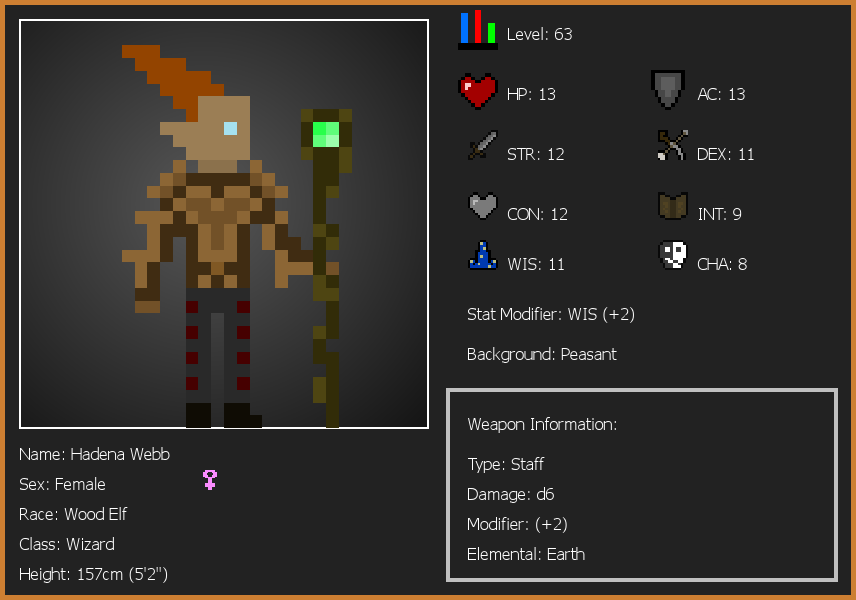 Level: 63
HP: 13
AC: 13
STR: 12
DEX: 11
CON: 12
INT: 9
WIS: 11
CHA: 8
Stat Modifier: WIS (+2)
Background: Peasant
Weapon Information:
Type: Staff
Damage: d6
Modifier: (+2)
Elemental: Earth
Name: Hadena Webb
Sex: Female
Race: Wood Elf
Class: Wizard
Height: 157cm (5'2")